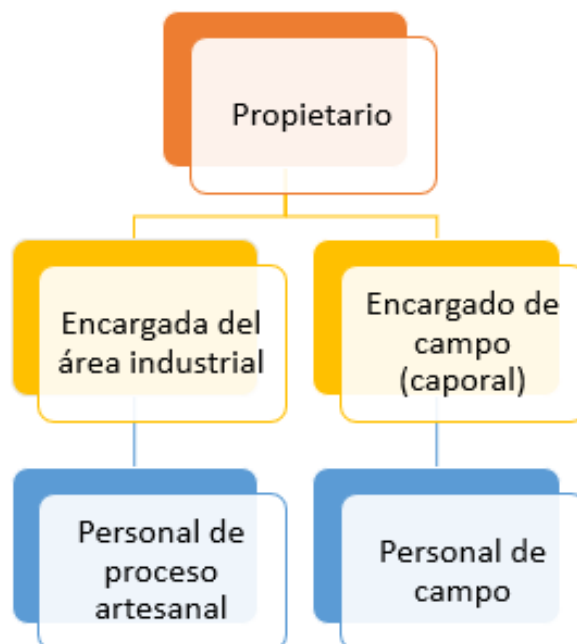 Propietario
Encargada del
área industrial
Encargado de
campo
(caporal)
Personal de
proceso
artesanal
Personal de
campo